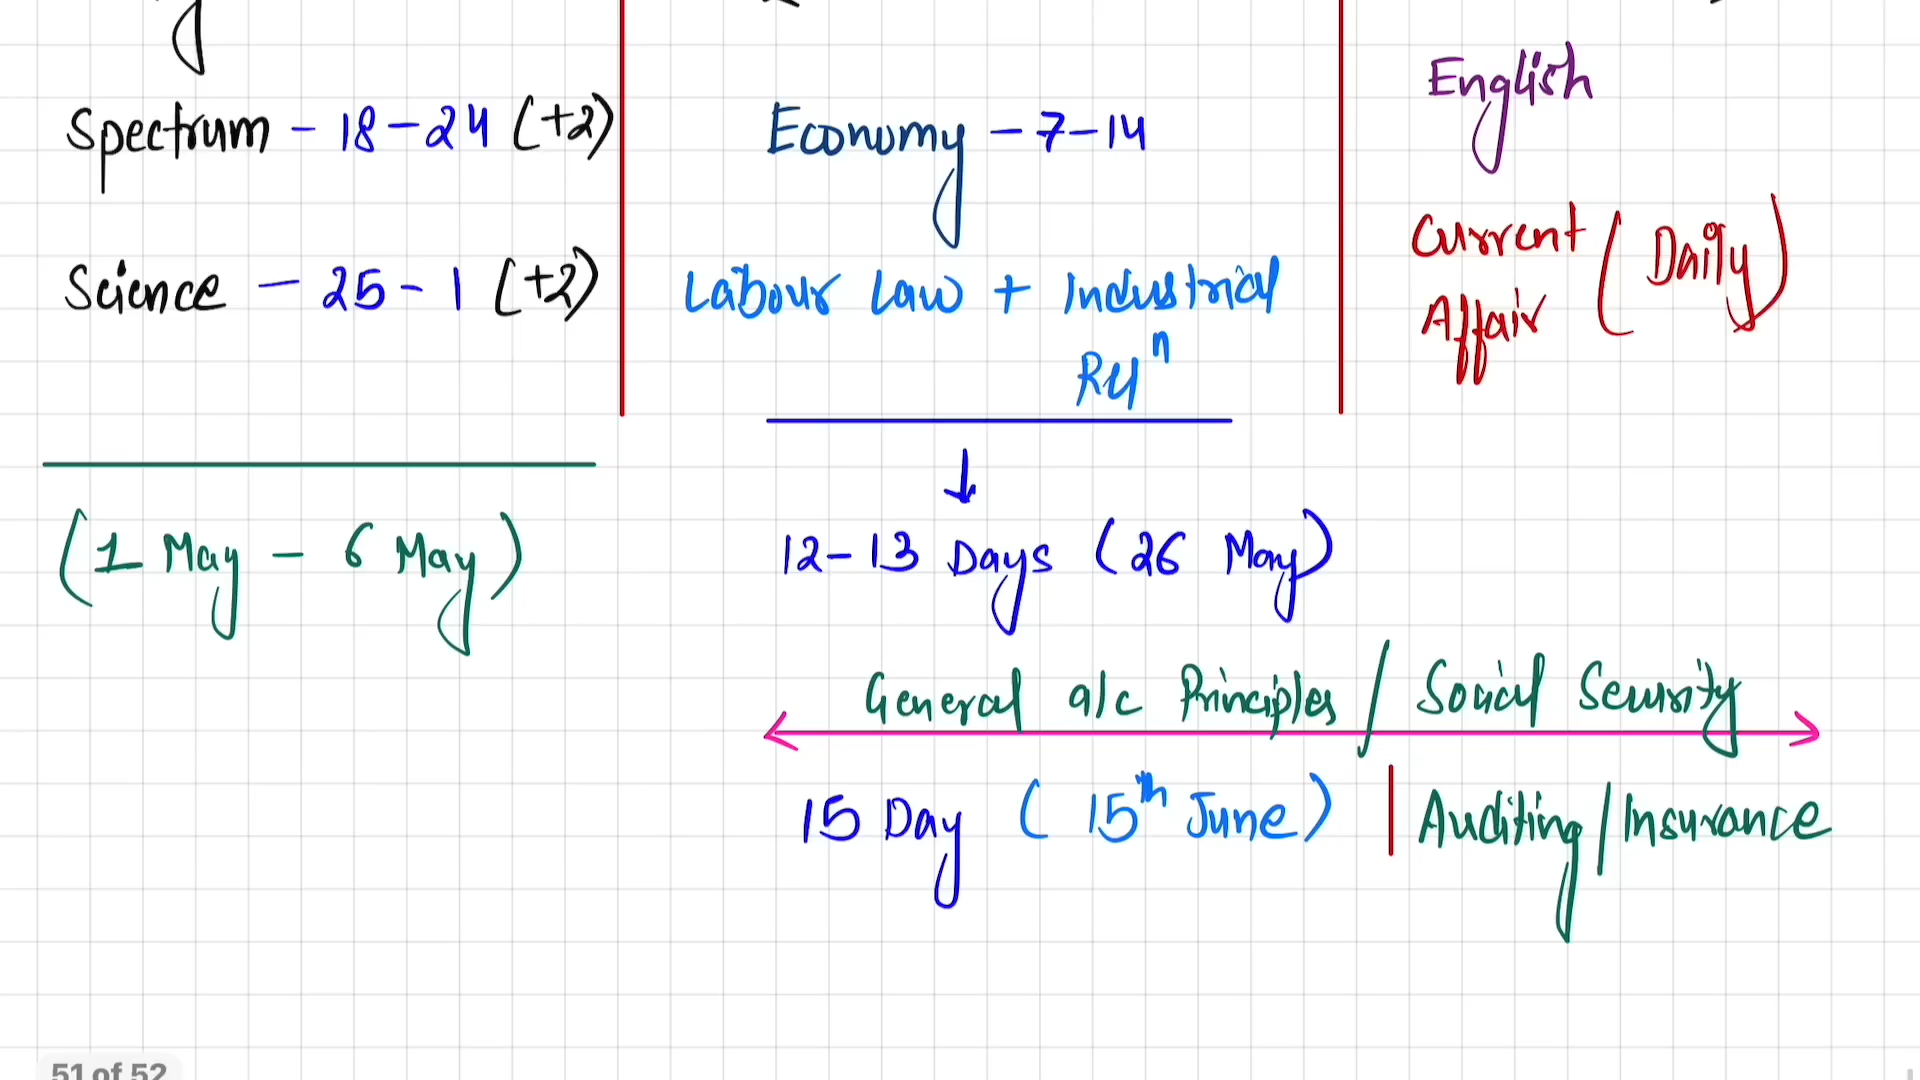 Spectrum - 18-24 (+2)
Science - 25-1 (+2)
(1 May - 6 May)
Economy - 7-14
Labour Law + Industrial
Rel^n
↓
12-13 Days (26 May)
English
Current Affair (Daily)
General a/c Principles / Social Security
15 Day (15th June) | Auditing / Insurance
51 of 52